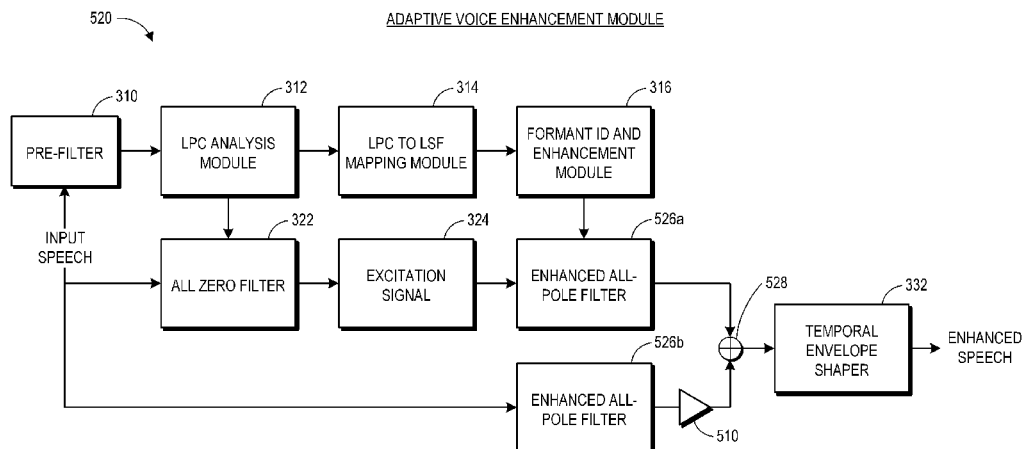 ADAPTIVE VOICE ENHANCEMENT MODULE
520
310
312
314
316
PRE-FILTER
LPC ANALYSIS
MODULE
LPC TO LSF
MAPPING MODULE
FORMANT ID AND
ENHANCEMENT
MODULE
INPUT
SPEECH
322
324
526a
ALL ZERO FILTER
EXCITATION
SIGNAL
ENHANCED ALL-
POLE FILTER
528
332
TEMPORAL
ENVELOPE
SHAPER
ENHANCED
SPEECH
526b
ENHANCED ALL-
POLE FILTER
510